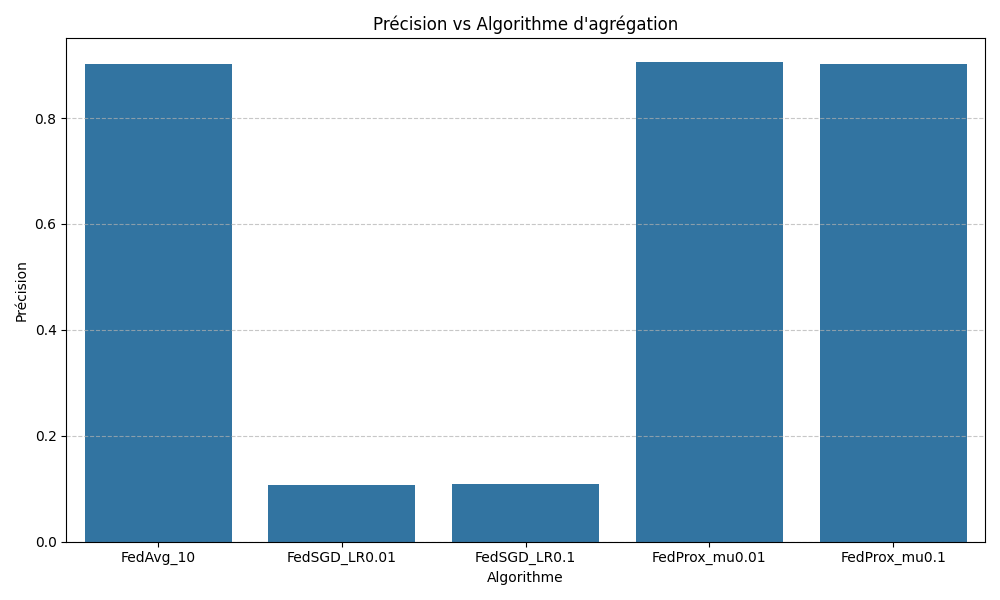 Précision vs Algorithme d'agrégation
Précision
0.8
0.6
0.4
0.2
0.0
FedAvg_10 FedSGD_LR0.01 FedSGD_LR0.1 FedProx_mu0.01 FedProx_mu0.1
Algorithme